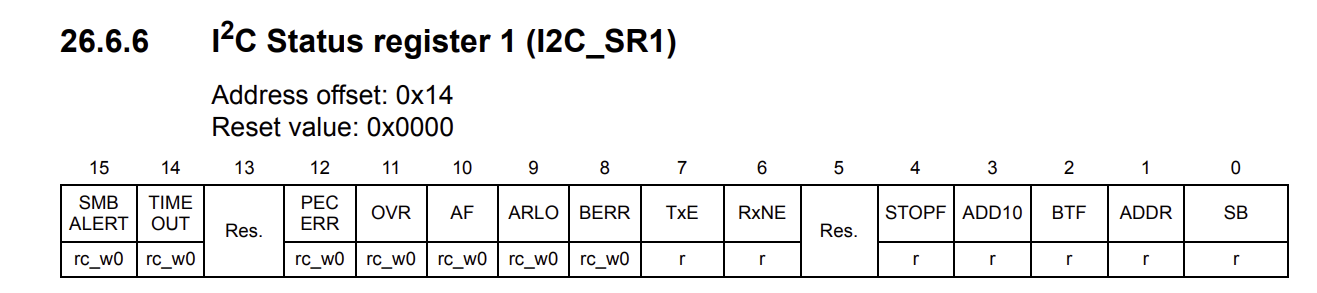 26.6.6 I2C Status register 1 (I2C_SR1)
Address offset: 0x14
Reset value: 0x0000
15 14 13 12 11 10 9 8 7 6 5 4 3 2 1 0
SMB ALERT TIME OUT Res. PEC ERR OVR AF ARLO BERR TxE RxNE Res. STOPF ADD10 BTF ADDR SB
rc_w0 rc_w0 rc_w0 rc_w0 rc_w0 rc_w0 rc_w0 r r r r r r r